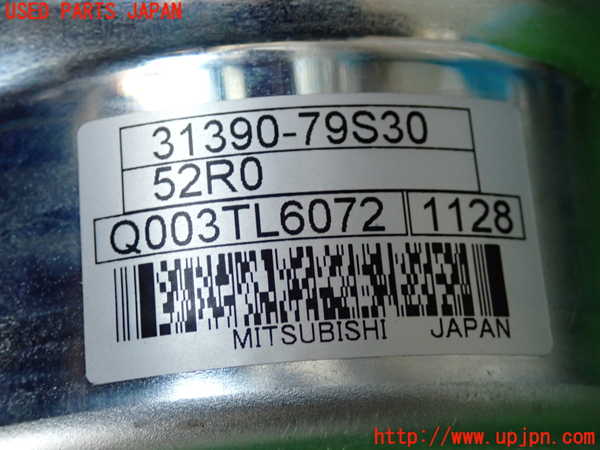 USED PARTS JAPAN
31390-79S30
52R0
Q003TL6072 1128
MITSUBISHI JAPAN
http://www.upjpn.com/